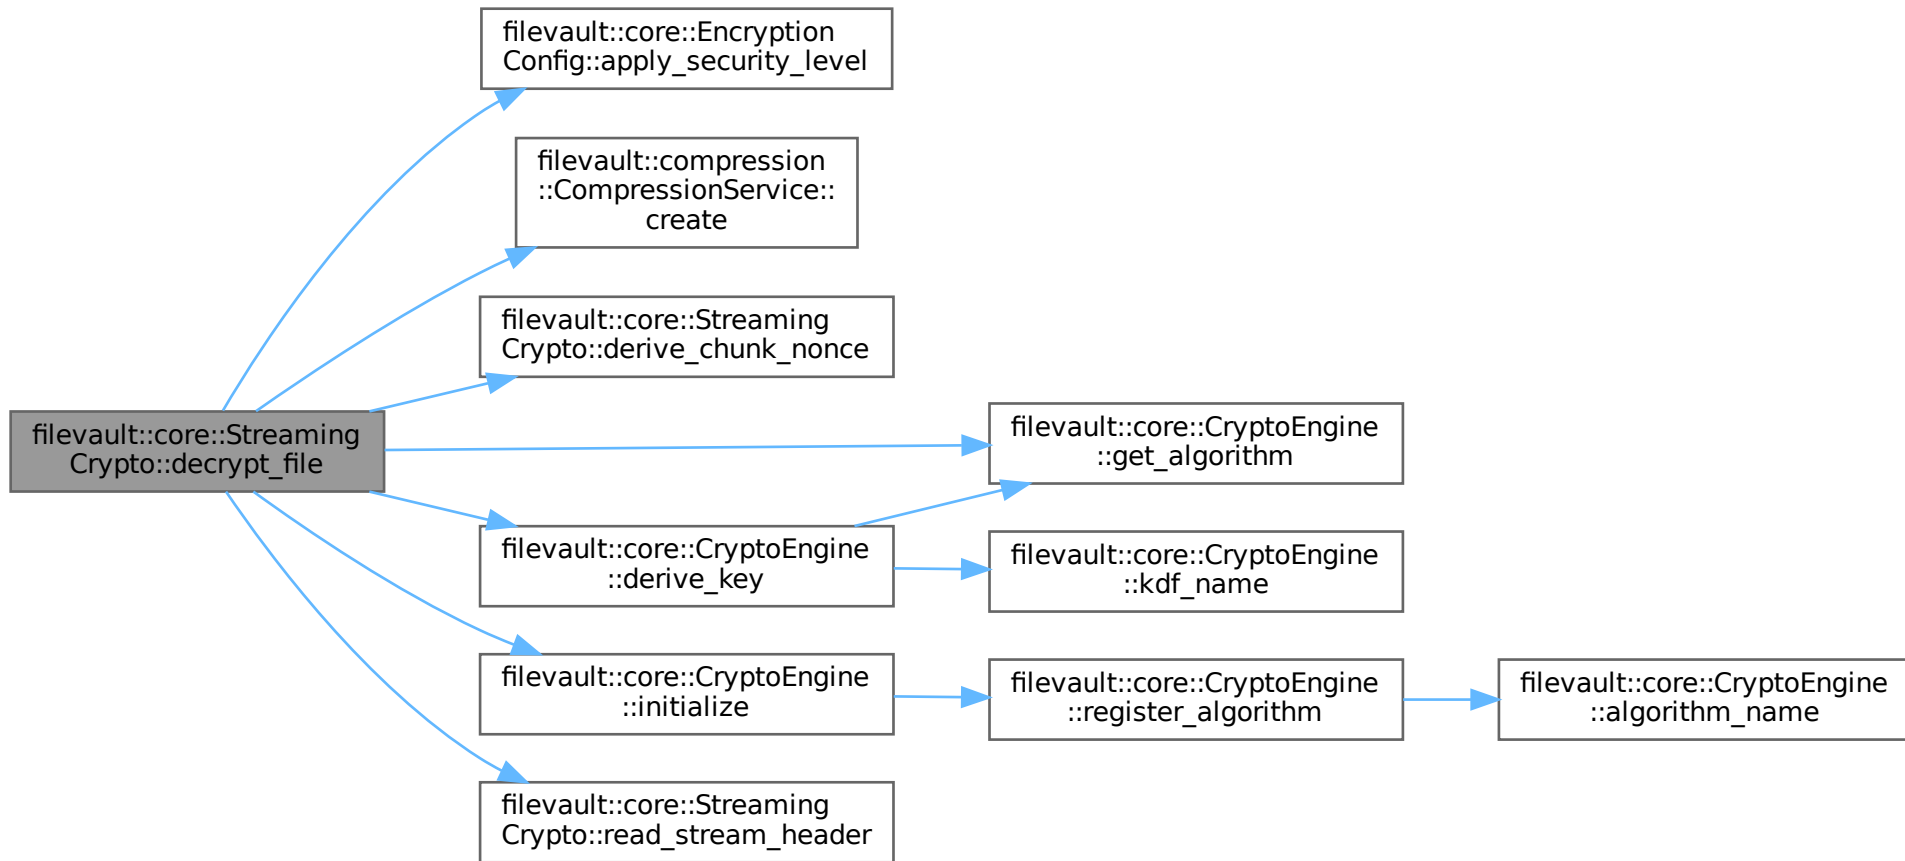 filevault::core::Encryption
Config::apply_security_level
filevault::compression
::CompressionService::
create
filevault::core::Streaming
Crypto::derive_chunk_nonce
filevault::core::Streaming
Crypto::decrypt_file
filevault::core::CryptoEngine
::get_algorithm
filevault::core::CryptoEngine
::derive_key
filevault::core::CryptoEngine
::kdf_name
filevault::core::CryptoEngine
::initialize
filevault::core::CryptoEngine
::register_algorithm
filevault::core::CryptoEngine
::algorithm_name
filevault::core::Streaming
Crypto::read_stream_header